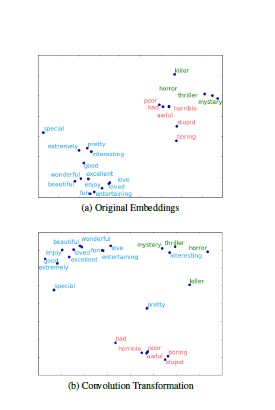 killer
horror
thriller
mystery
poor
bad
horrible
awful
stupid
special
boring
pretty
extremely
interesting
good
wonderful
excellent
beautiful
love
enjoy
loved
fun
entertaining
(a) Original Embeddings
wonderful
beautiful
mystery
thriller
love
horror
enjoy
loved
interesting
good
excellent
entertaining
extremely
killer
special
pretty
bad
horrible
awful
boring
poor
stupid
(b) Convolution Transformation